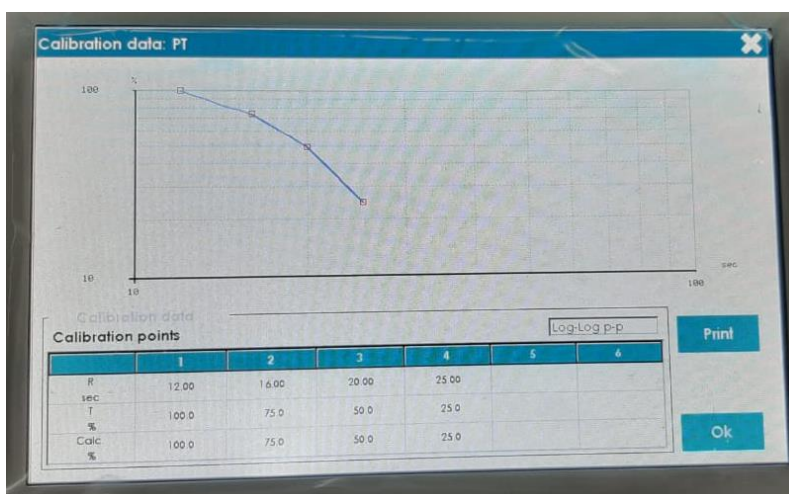 Calibration data: PT
%
100
10
10
sec
100
Calibration data
Calibration points
Log-Log p-p
Print
1 2 3 4 5 6
R 12.00 16.00 20.00 25.00
sec
T 100.0 75.0 50.0 25.0
%
Calc 100.0 75.0 50.0 25.0
%
Ok